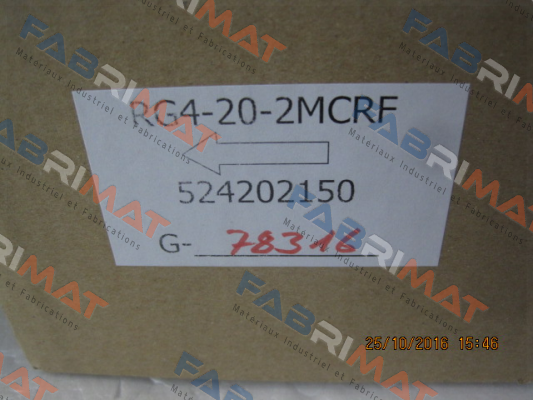 RG4-20-2MCRF
524202150
G- 78316
25/10/2016 15:46
FABRIMAT
Materiaux Industriel et Fabrications